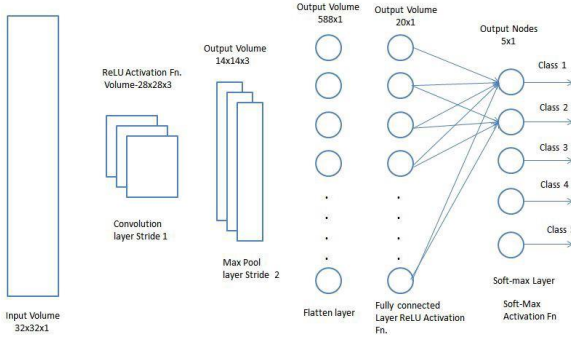 Input Volume
32x32x1
ReLU Activation Fn.
Volume-28x28x3
Convolution
layer Stride 1
Output Volume
14x14x3
Max Pool
layer Stride 2
Output Volume
588x1
Flatten layer
Output Volume
20x1
Fully connected
Layer ReLU Activation
Fn.
Output Nodes
5x1
Class 1
Class 2
Class 3
Class 4
Class
Soft-max Layer
Soft-Max
Activation Fn